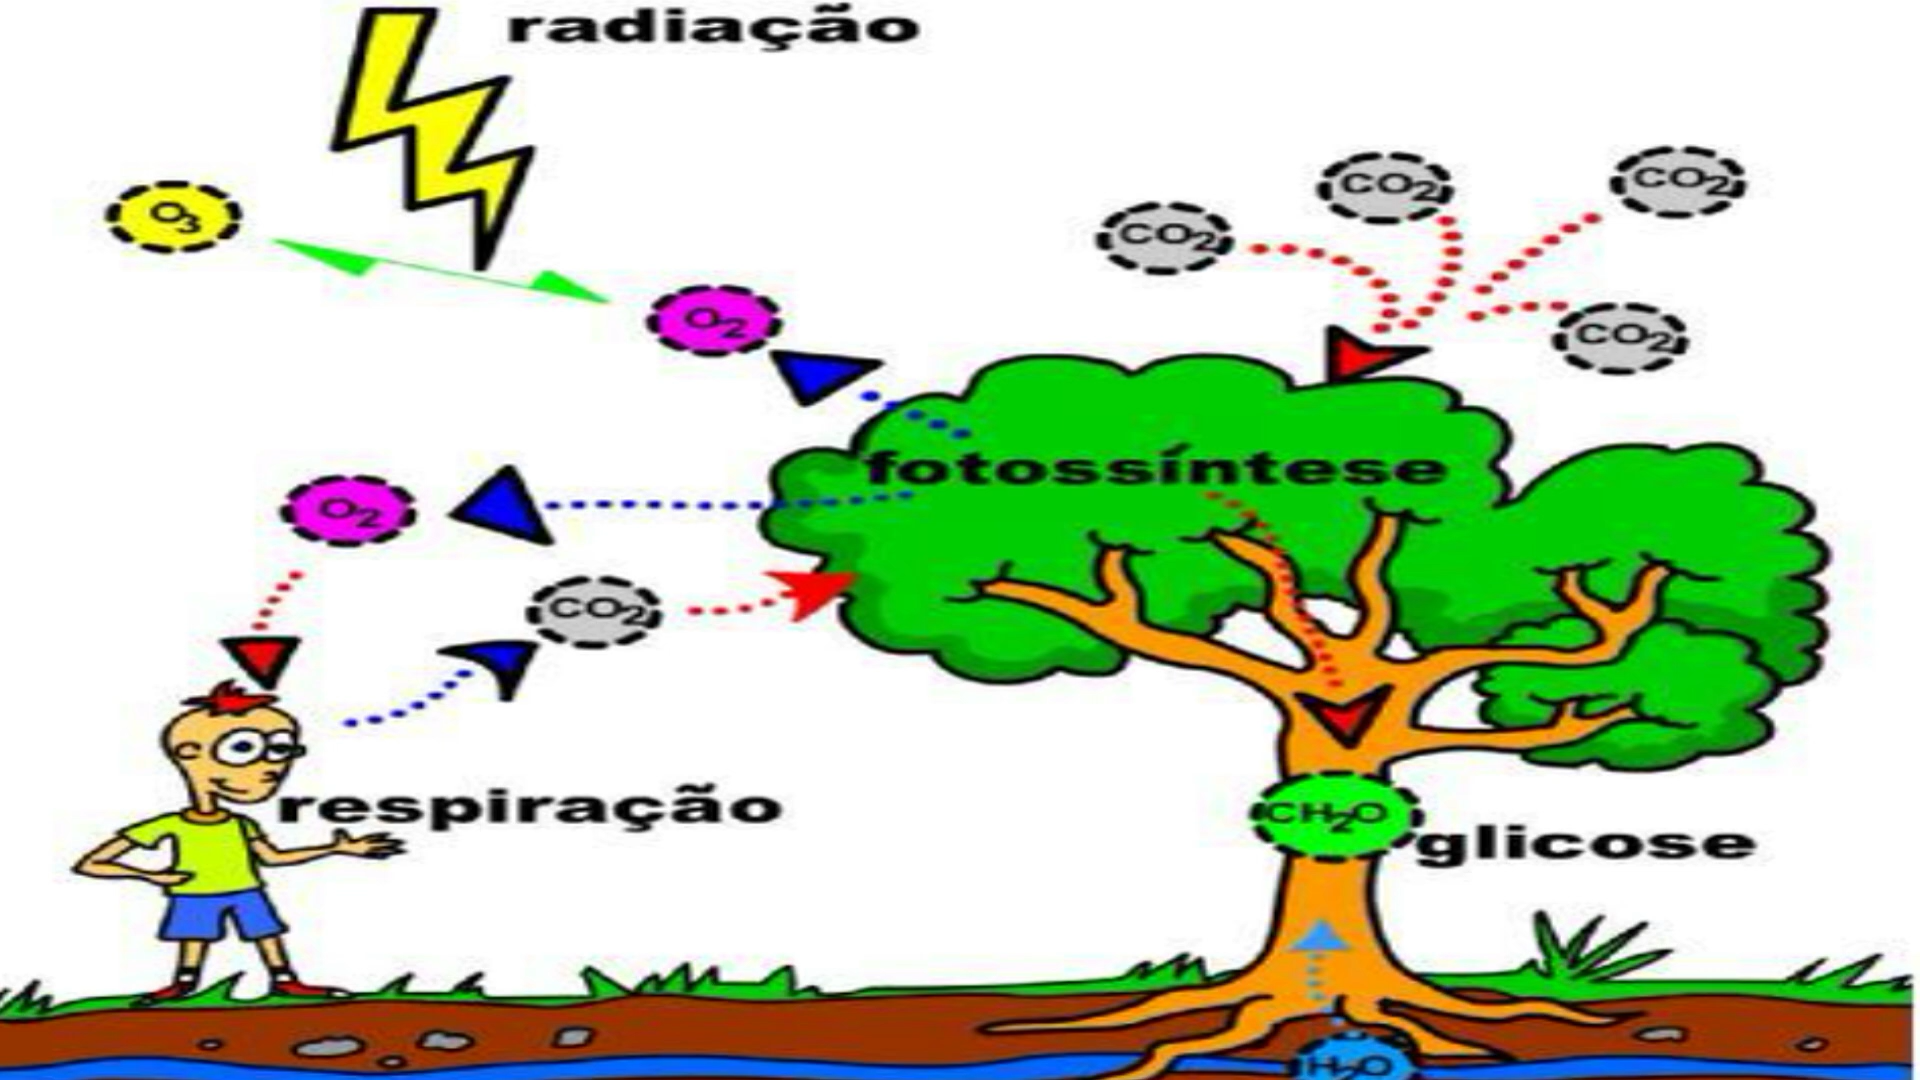 radiação
O3
CO2
CO2
CO2
O2
CO2
fotossíntese
O2
CO2
respiração
CH2O
glicose
H2O